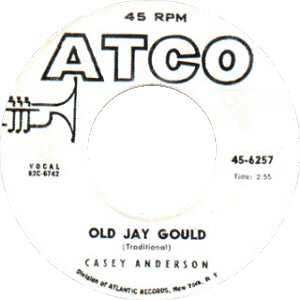 45 RPM
ATCO
VOCAL
62C-6742
45-6257
Time: 2:55
OLD JAY GOULD
(Traditional)
CASEY ANDERSON
Division of ATLANTIC RECORDS, New York, N. Y.